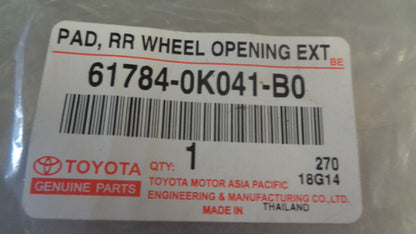 PAD, RR WHEEL OPENING EXT
BE
61784-0K041-B0
TOYOTA
GENUINE PARTS
QTY: 1
270
18G14
TOYOTA MOTOR ASIA PACIFIC
ENGINEERING & MANUFACTURING CO.,LTD.
MADE IN THAILAND